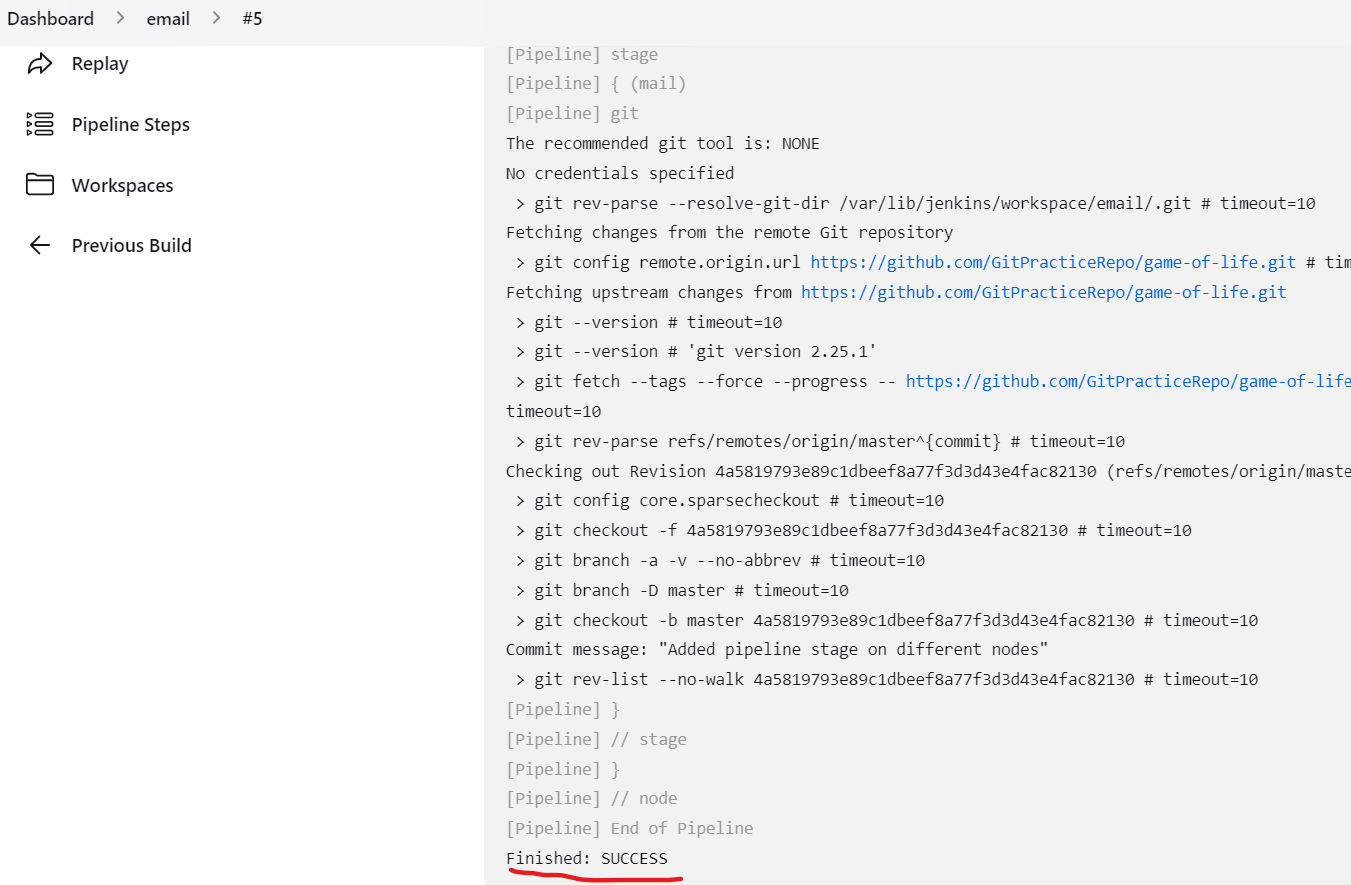 Dashboard > email > #5
Replay
Pipeline Steps
Workspaces
Previous Build
[Pipeline] stage
[Pipeline] { (mail)
[Pipeline] git
The recommended git tool is: NONE
No credentials specified
> git rev-parse --resolve-git-dir /var/lib/jenkins/workspace/email/.git # timeout=10
Fetching changes from the remote Git repository
> git config remote.origin.url https://github.com/GitPracticeRepo/game-of-life.git # tim
Fetching upstream changes from https://github.com/GitPracticeRepo/game-of-life.git
> git --version # timeout=10
> git --version # 'git version 2.25.1'
> git fetch --tags --force --progress -- https://github.com/GitPracticeRepo/game-of-life
timeout=10
> git rev-parse refs/remotes/origin/master^{commit} # timeout=10
Checking out Revision 4a5819793e89c1dbeef8a77f3d3d43e4fac82130 (refs/remotes/origin/maste
> git config core.sparsecheckout # timeout=10
> git checkout -f 4a5819793e89c1dbeef8a77f3d3d43e4fac82130 # timeout=10
> git branch -a -v --no-abbrev # timeout=10
> git branch -D master # timeout=10
> git checkout -b master 4a5819793e89c1dbeef8a77f3d3d43e4fac82130 # timeout=10
Commit message: "Added pipeline stage on different nodes"
> git rev-list --no-walk 4a5819793e89c1dbeef8a77f3d3d43e4fac82130 # timeout=10
[Pipeline] }
[Pipeline] // stage
[Pipeline] }
[Pipeline] // node
[Pipeline] End of Pipeline
Finished: SUCCESS